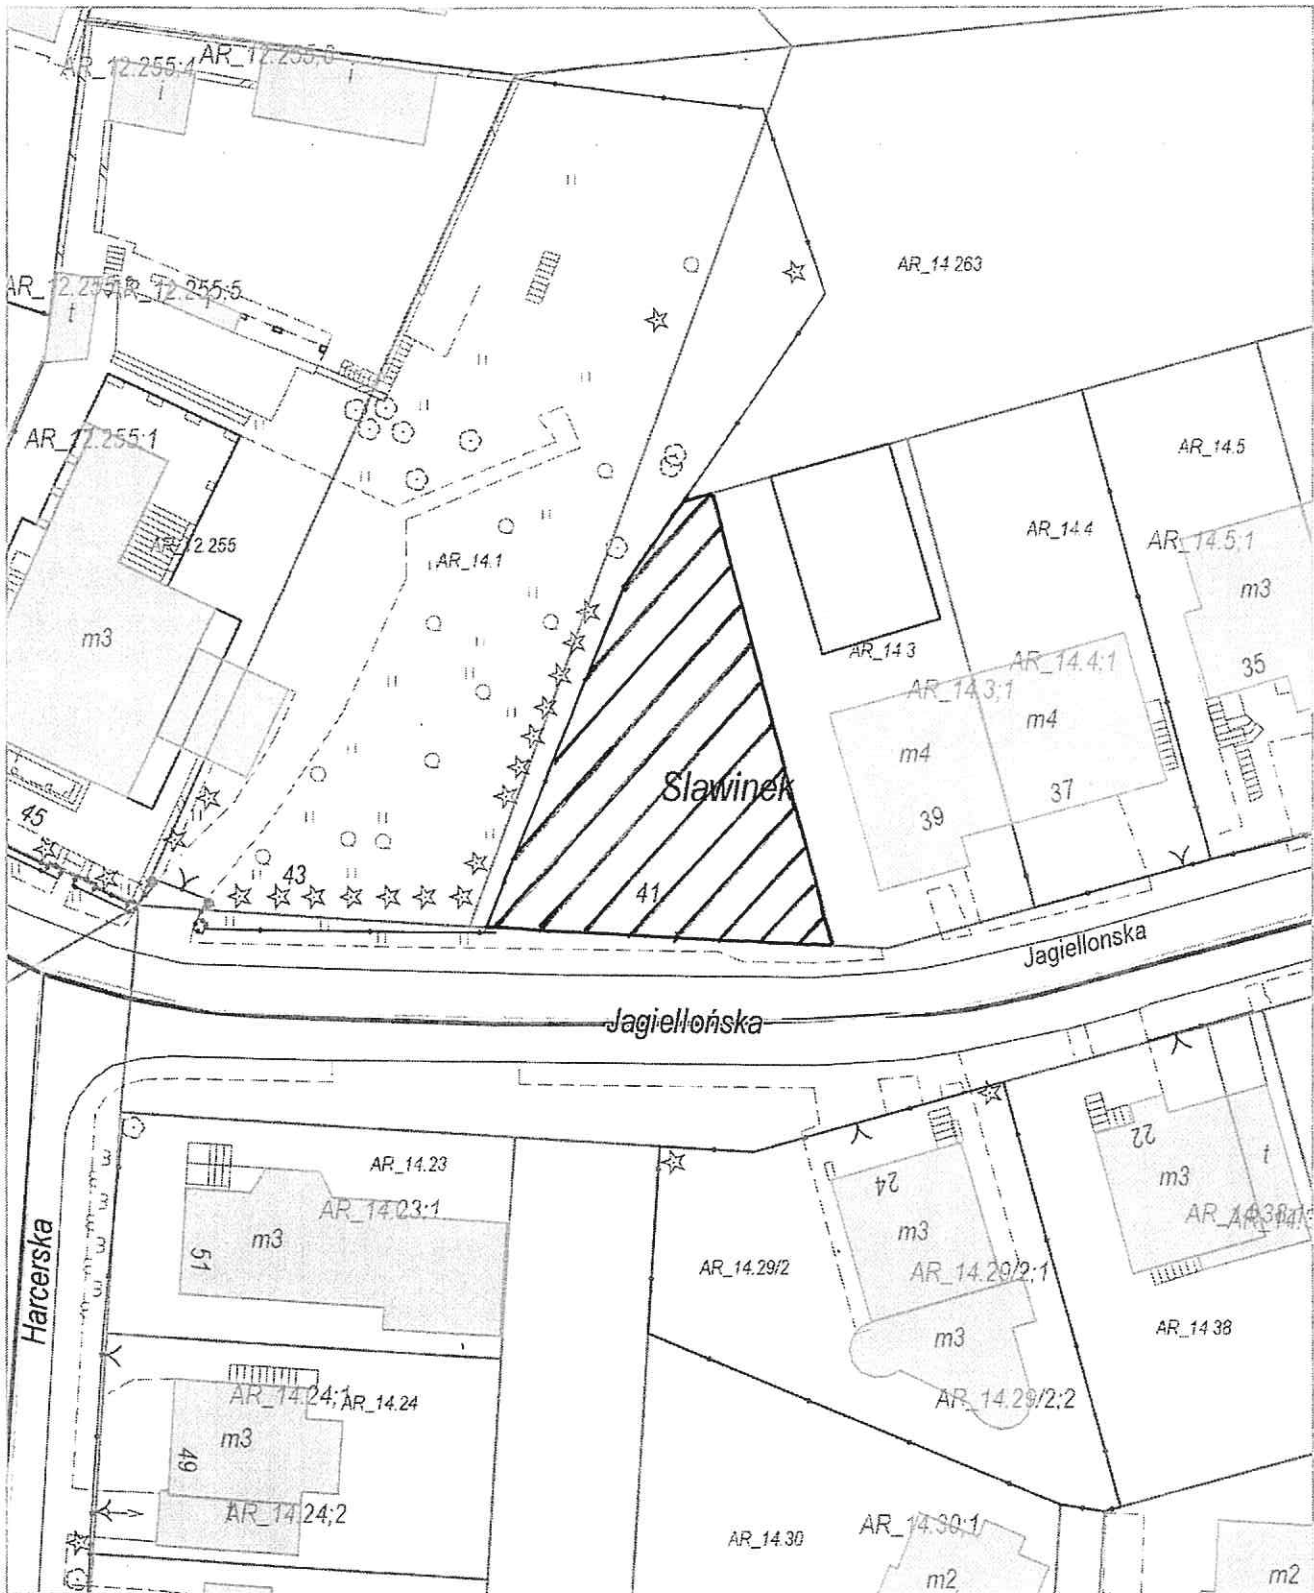 AR_12.255;4
AR_12.255;6
i
i
AR_14 263
AR_12.255;5
t
AR_12.255;1
AR_14.5
AR_12.255
AR_14.1
AR_14.4
AR_14.5;1
m3
m3
AR_14 3
AR_14.4;1
35
AR_14.3;1
m4
m4
Slawinek
37
39
45
43
41
Jagiellonska
Jagiellońska
22
AR_14.23
24
m3
t
AR_14.23;1
m3
m3
51
AR_14.29/2
AR_14.29/2;1
Harcerska
m3
AR_14 38
AR_14.24;1
AR_14.24
AR_14.29/2;2
m3
49
AR_14.24;2
AR_14.30
AR_14.30;1
m2
m2